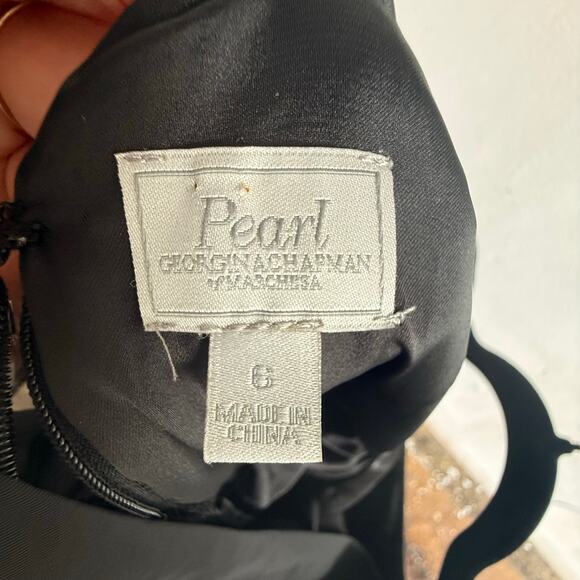 Pearl
GEORGINA CHAPMAN
of MARCHESA
6
MADE IN
CHINA